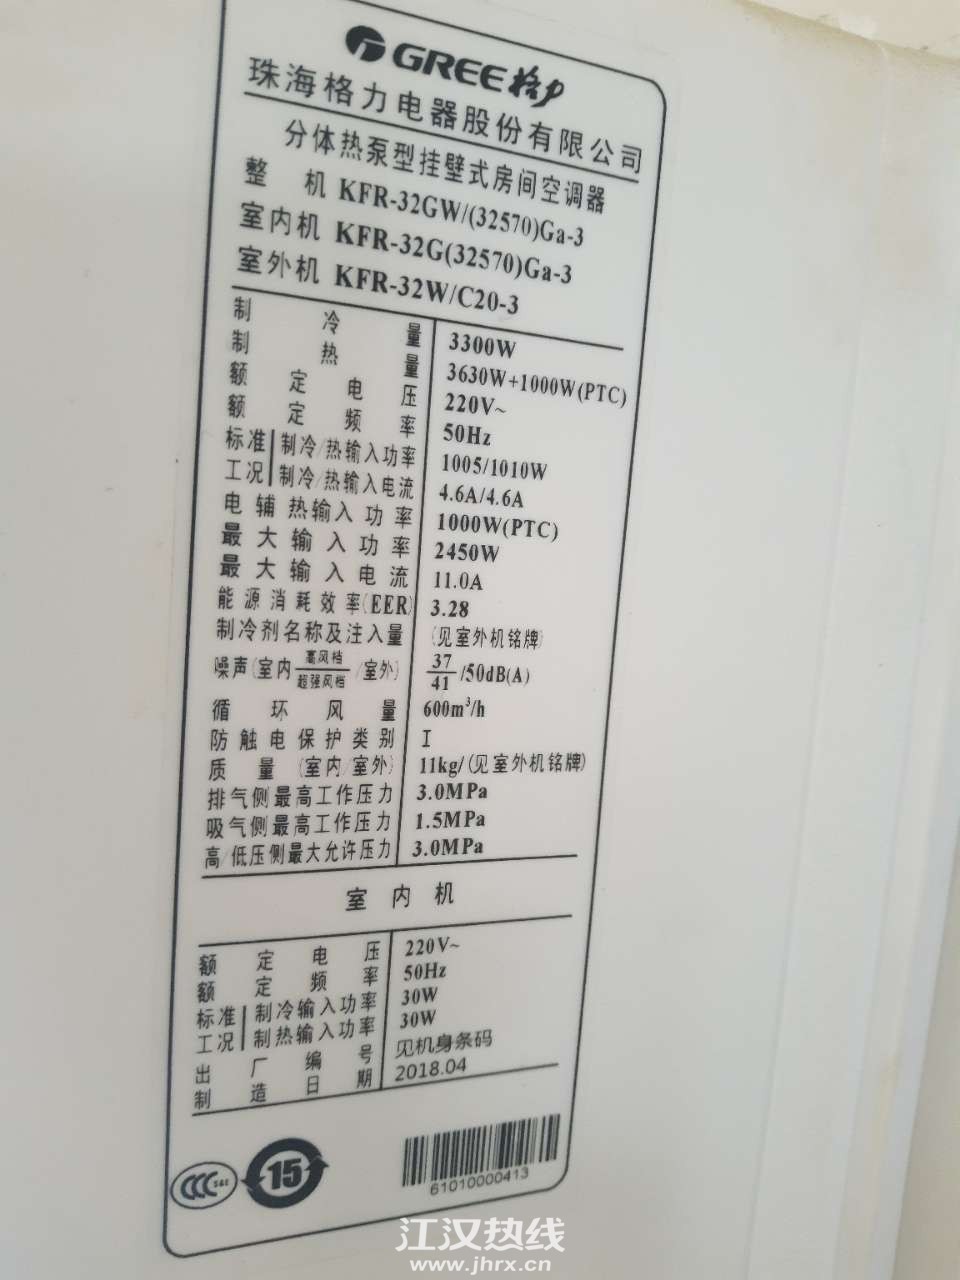 GREE格力
珠海格力电器股份有限公司
分体热泵型挂壁式房间空调器
整 机 KFR-32GW/(32570)Ga-3
室内机 KFR-32G(32570)Ga-3
室外机 KFR-32W/C20-3
制冷量 3300W
制热量 3630W+1000W(PTC)
额定电压 220V~
额定频率 50Hz
标准 制冷/热输入功率 1005/1010W
工况 制冷/热输入电流 4.6A/4.6A
电辅热输入功率 1000W(PTC)
最大输入功率 2450W
最大输入电流 11.0A
能源消耗效率(EER) 3.28
制冷剂名称及注入量 (见室外机铭牌)
噪声(室内 高风档/超强风档 /室外) 37/41 /50dB(A)
循环风量 600m³/h
防触电保护类别 I
质量(室内/室外) 11kg/(见室外机铭牌)
排气侧最高工作压力 3.0MPa
吸气侧最高工作压力 1.5MPa
高/低压侧最大允许压力 3.0MPa
室内机
额定电压 220V~
额定频率 50Hz
标准 制冷输入功率 30W
工况 制热输入功率 30W
出厂编号 见机身条码
制造日期 2018.04
CCC S&E
15
61010000413
江汉热线
www.jhrx.cn